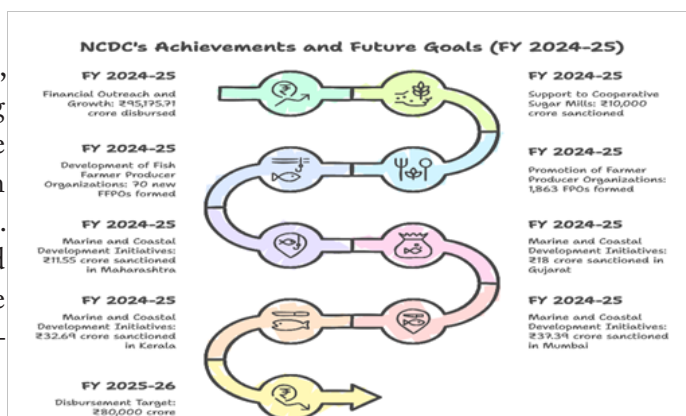 NCDC's Achievements and Future Goals (FY 2024-25)
FY 2024-25
Financial Outreach and
Growth: ₹95,175.71
crore disbursed
FY 2024-25
Support to Cooperative
Sugar Mills: ₹10,000
crore sanctioned
FY 2024-25
Development of Fish
Farmer Producer
Organizations: 70 new
FFPOs formed
FY 2024-25
Promotion of Farmer
Producer Organizations:
1,863 FPOs formed
FY 2024-25
Marine and Coastal
Development Initiatives:
₹11.55 crore sanctioned
in Maharashtra
FY 2024-25
Marine and Coastal
Development Initiatives:
₹18 crore sanctioned in
Gujarat
FY 2024-25
Marine and Coastal
Development Initiatives:
₹32.69 crore sanctioned
in Kerala
FY 2024-25
Marine and Coastal
Development Initiatives:
₹37.39 crore sanctioned
in Mumbai
FY 2025-26
Disbursement Target:
₹80,000 crore